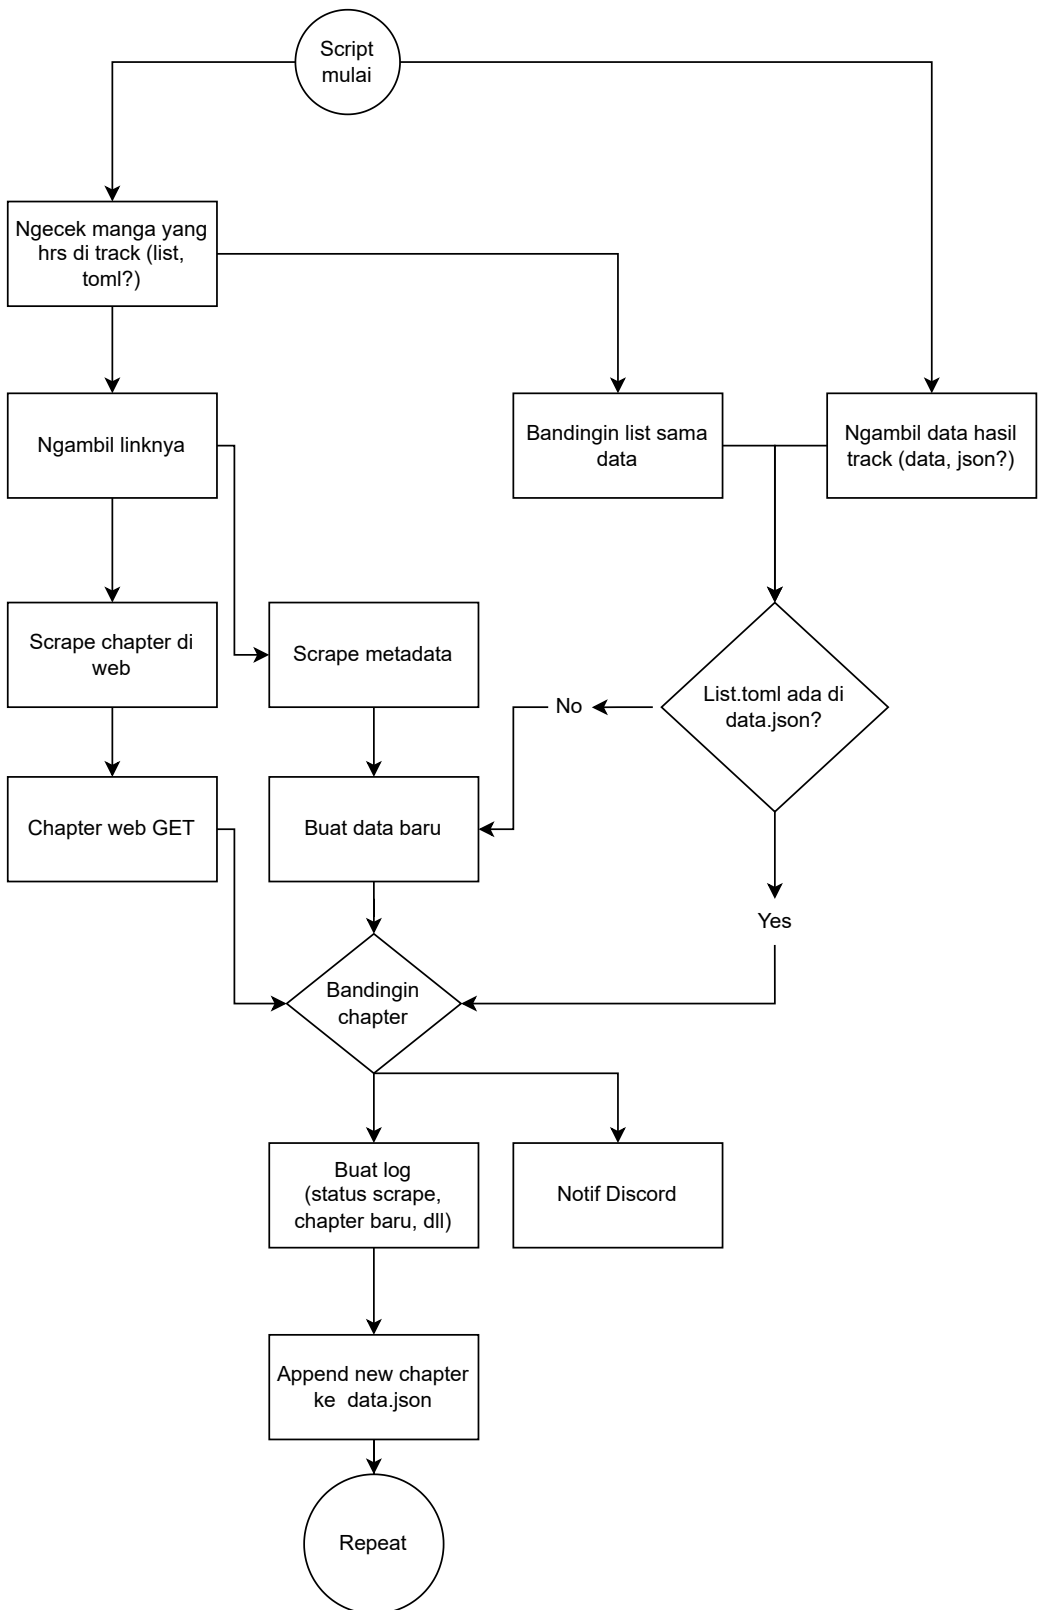 Script
mulai
Ngecek manga yang
hrs di track (list,
toml?)
Ngambil linknya
Bandingin list sama
data
Ngambil data hasil
track (data, json?)
Scrape chapter di
web
Scrape metadata
List.toml ada di
data.json?
No
Chapter web GET
Buat data baru
Yes
Bandingin
chapter
Buat log
(status scrape,
chapter baru, dll)
Notif Discord
Append new chapter
ke  data.json
Repeat